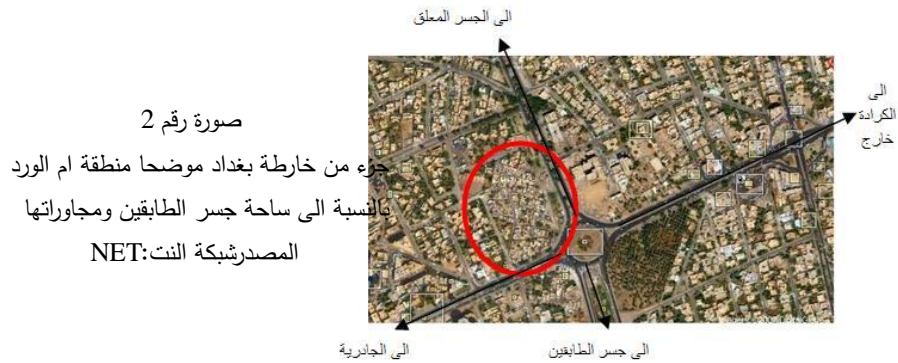 الى الجسر المعلق
الى
الكرادة
خارج
صورة رقم 2
جزء من خارطة بغداد موضحا منطقة ام الورد
بالنسبة الى ساحة جسر الطابقين ومجاوراتها
المصدرشبكة النت:NET
الى الجادرية
الى جسر الطابقين